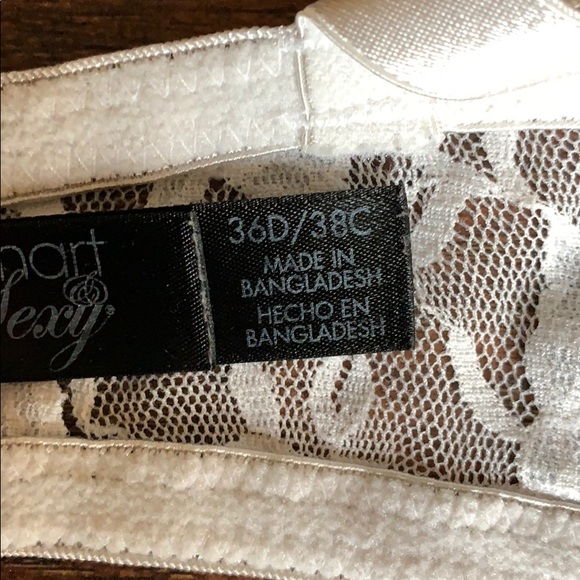 mart
&
Sexy
36D/38C
MADE IN
BANGLADESH
HECHO EN
BANGLADESH